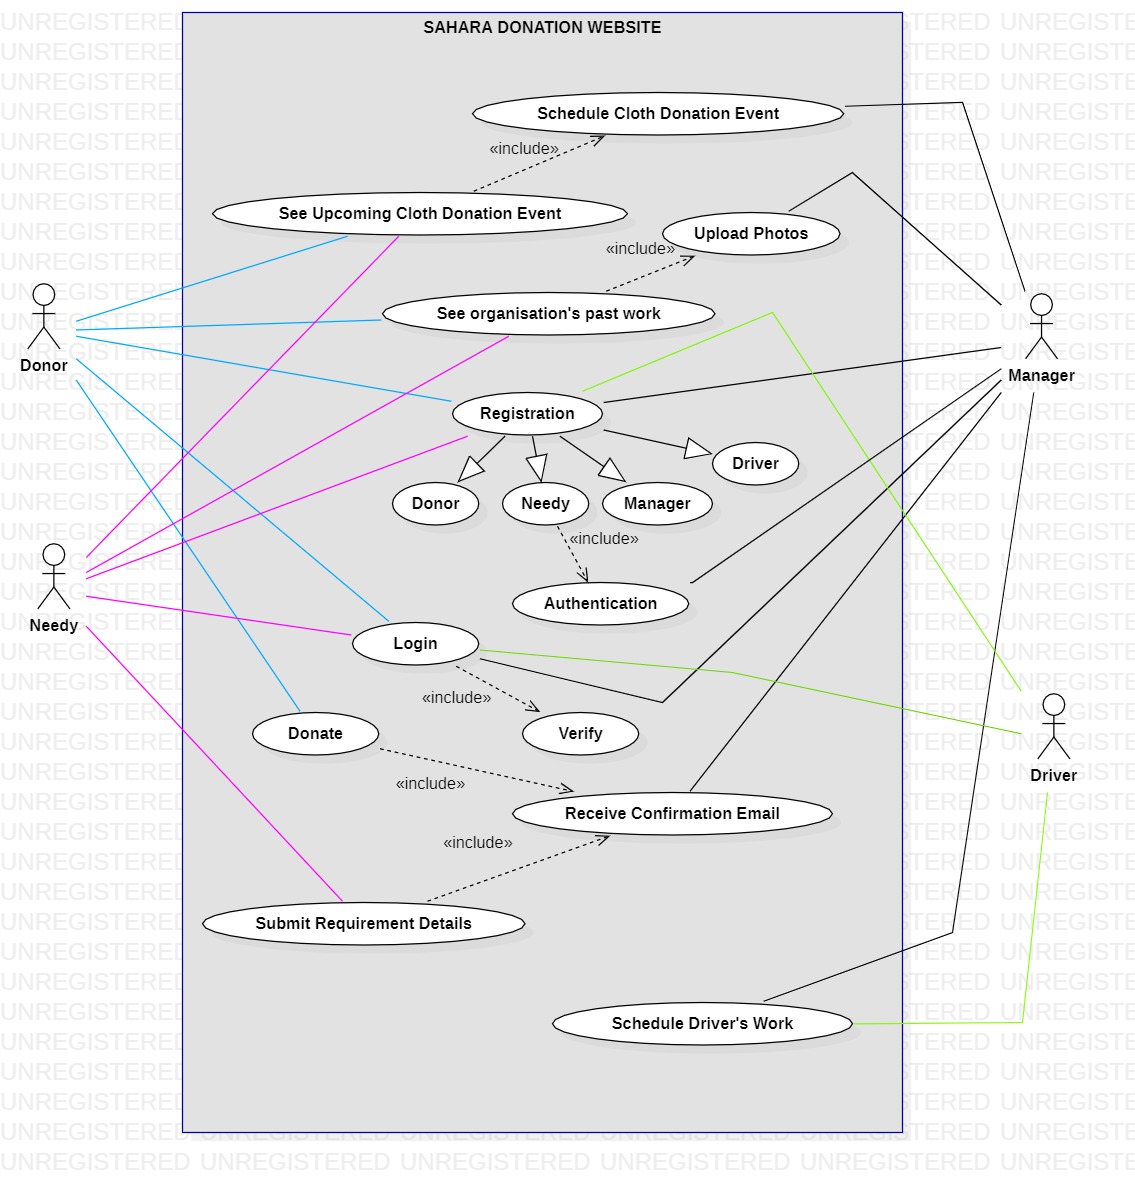 SAHARA DONATION WEBSITE
Schedule Cloth Donation Event
«include»
See Upcoming Cloth Donation Event
Upload Photos
«include»
See organisation's past work
Donor
Manager
Registration
Driver
Donor
Needy
Manager
«include»
Authentication
Needy
Login
«include»
Donate
Verify
Driver
«include»
Receive Confirmation Email
«include»
Submit Requirement Details
Schedule Driver's Work
UNREGISTERED UNREGISTERED UNREGISTERED UNREGISTERED UNREGISTERED UNREGISTERED